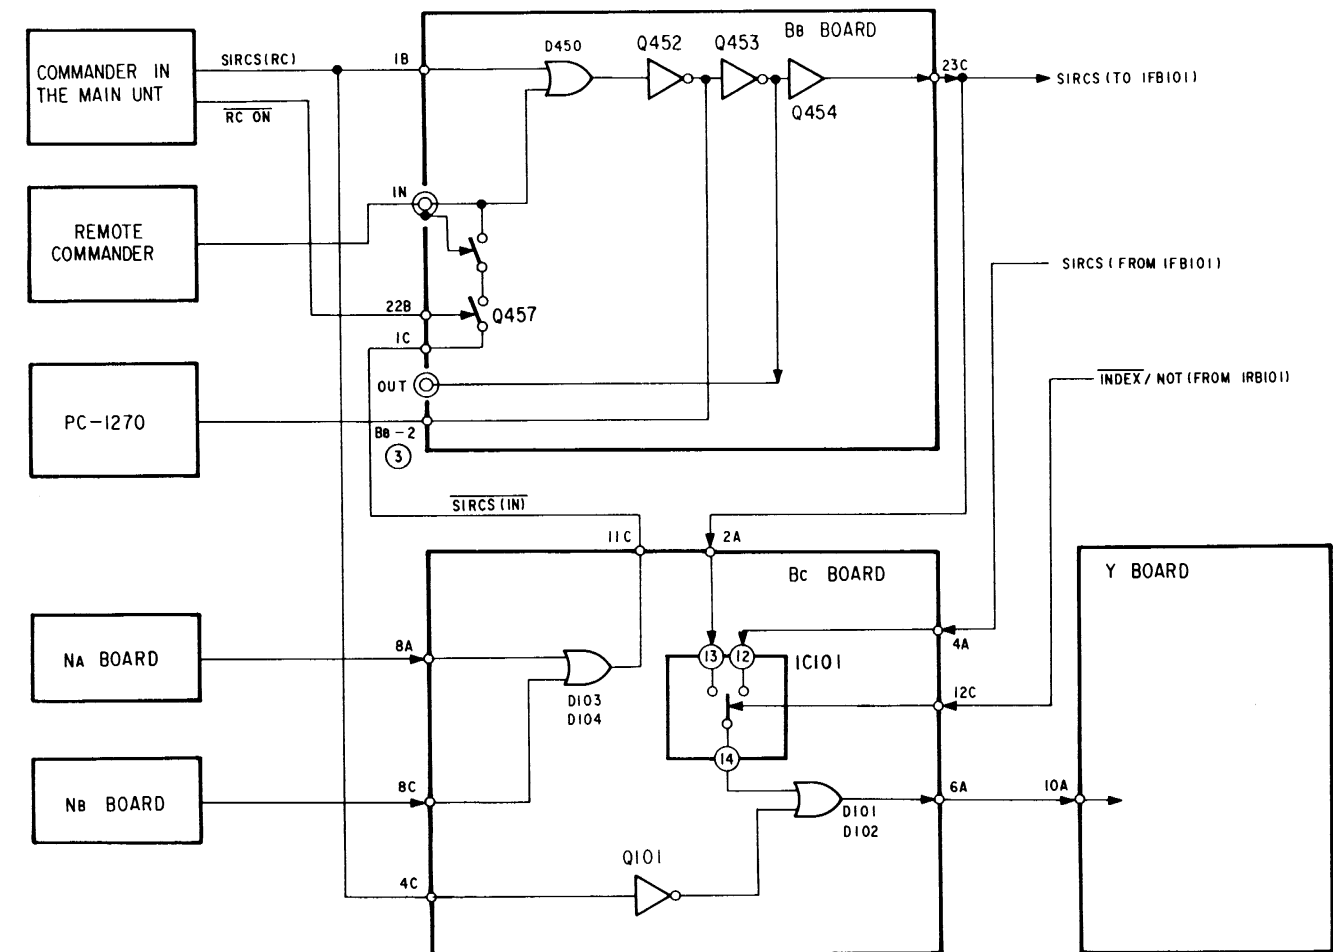 BB BOARD
COMMANDER IN
THE MAIN UNT
SIRCS(RC)
RC ON
1B
D450
Q452
Q453
Q454
23C
SIRCS (TO IFB101)
REMOTE
COMMANDER
IN
22B
Q457
1C
OUT
SIRCS (FROM IFB101)
INDEX / NOT (FROM IRB101)
PC-1270
BB-2
3
SIRCS (IN)
11C
2A
BC BOARD
Y BOARD
NA BOARD
8A
D103
D104
13
12
IC101
4A
12C
14
NB BOARD
8C
D101
D102
6A
10A
4C
Q101